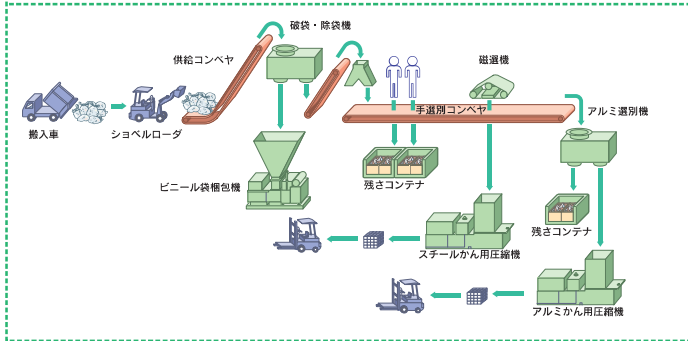 破袋・除袋機
供給コンベヤ
磁選機
手選別コンベヤ
アルミ選別機
搬入車
ショベルローダ
ビニール袋梱包機
残さコンテナ
残さコンテナ
スチールかん用圧縮機
アルミかん用圧縮機